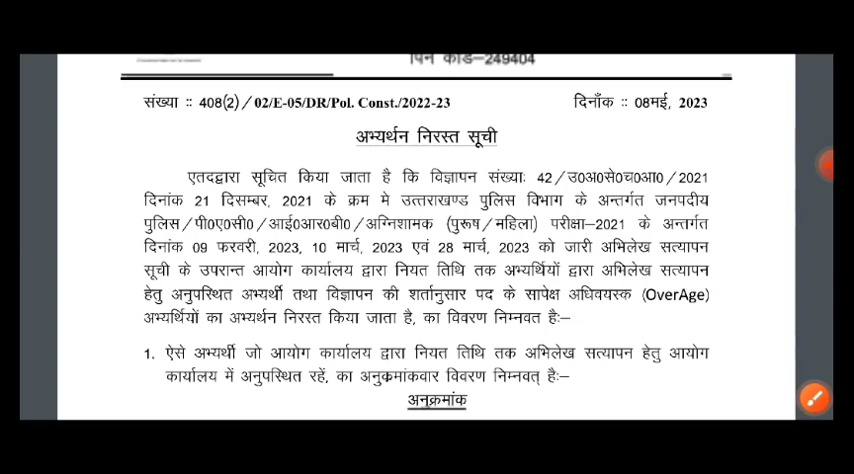 पिन कोड–249404
संख्या :: 408(2)/02/E-05/DR/Pol. Const./2022-23 दिनाँक :: 08मई, 2023
अभ्यर्थन निरस्त सूची
एतदद्वारा सूचित किया जाता है कि विज्ञापन संख्याः 42/उ0अ0से0च0आ0/2021
दिनांक 21 दिसम्बर, 2021 के क्रम मे उत्तराखण्ड पुलिस विभाग के अन्तर्गत जनपदीय
पुलिस/पी0ए0सी0/आई0आर0बी0/अग्निशामक (पुरूष/महिला) परीक्षा–2021 के अन्तर्गत
दिनांक 09 फरवरी, 2023, 10 मार्च, 2023 एवं 28 मार्च, 2023 को जारी अभिलेख सत्यापन
सूची के उपरान्त आयोग कार्यालय द्वारा नियत तिथि तक अभ्यर्थियों द्वारा अभिलेख सत्यापन
हेतु अनुपस्थित अभ्यर्थी तथा विज्ञापन की शर्तानुसार पद के सापेक्ष अधिवयस्क (OverAge)
अभ्यर्थियों का अभ्यर्थन निरस्त किया जाता है, का विवरण निम्नवत हैः–
1. ऐसे अभ्यर्थी जो आयोग कार्यालय द्वारा नियत तिथि तक अभिलेख सत्यापन हेतु आयोग
कार्यालय में अनुपस्थित रहें, का अनुकमांकवार विवरण निम्नवत् हैः–
अनुक्रमांक